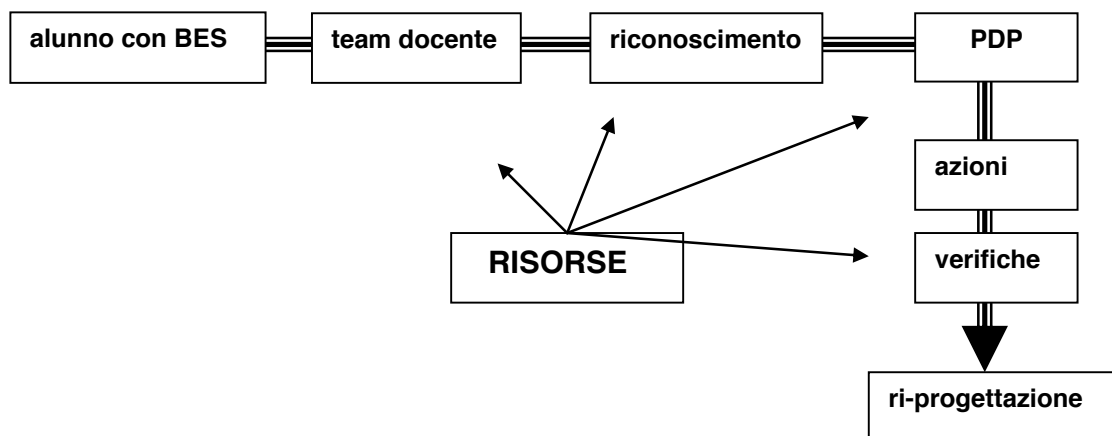 alunno con BES
team docente
riconoscimento
PDP
azioni
RISORSE
verifiche
ri-progettazione